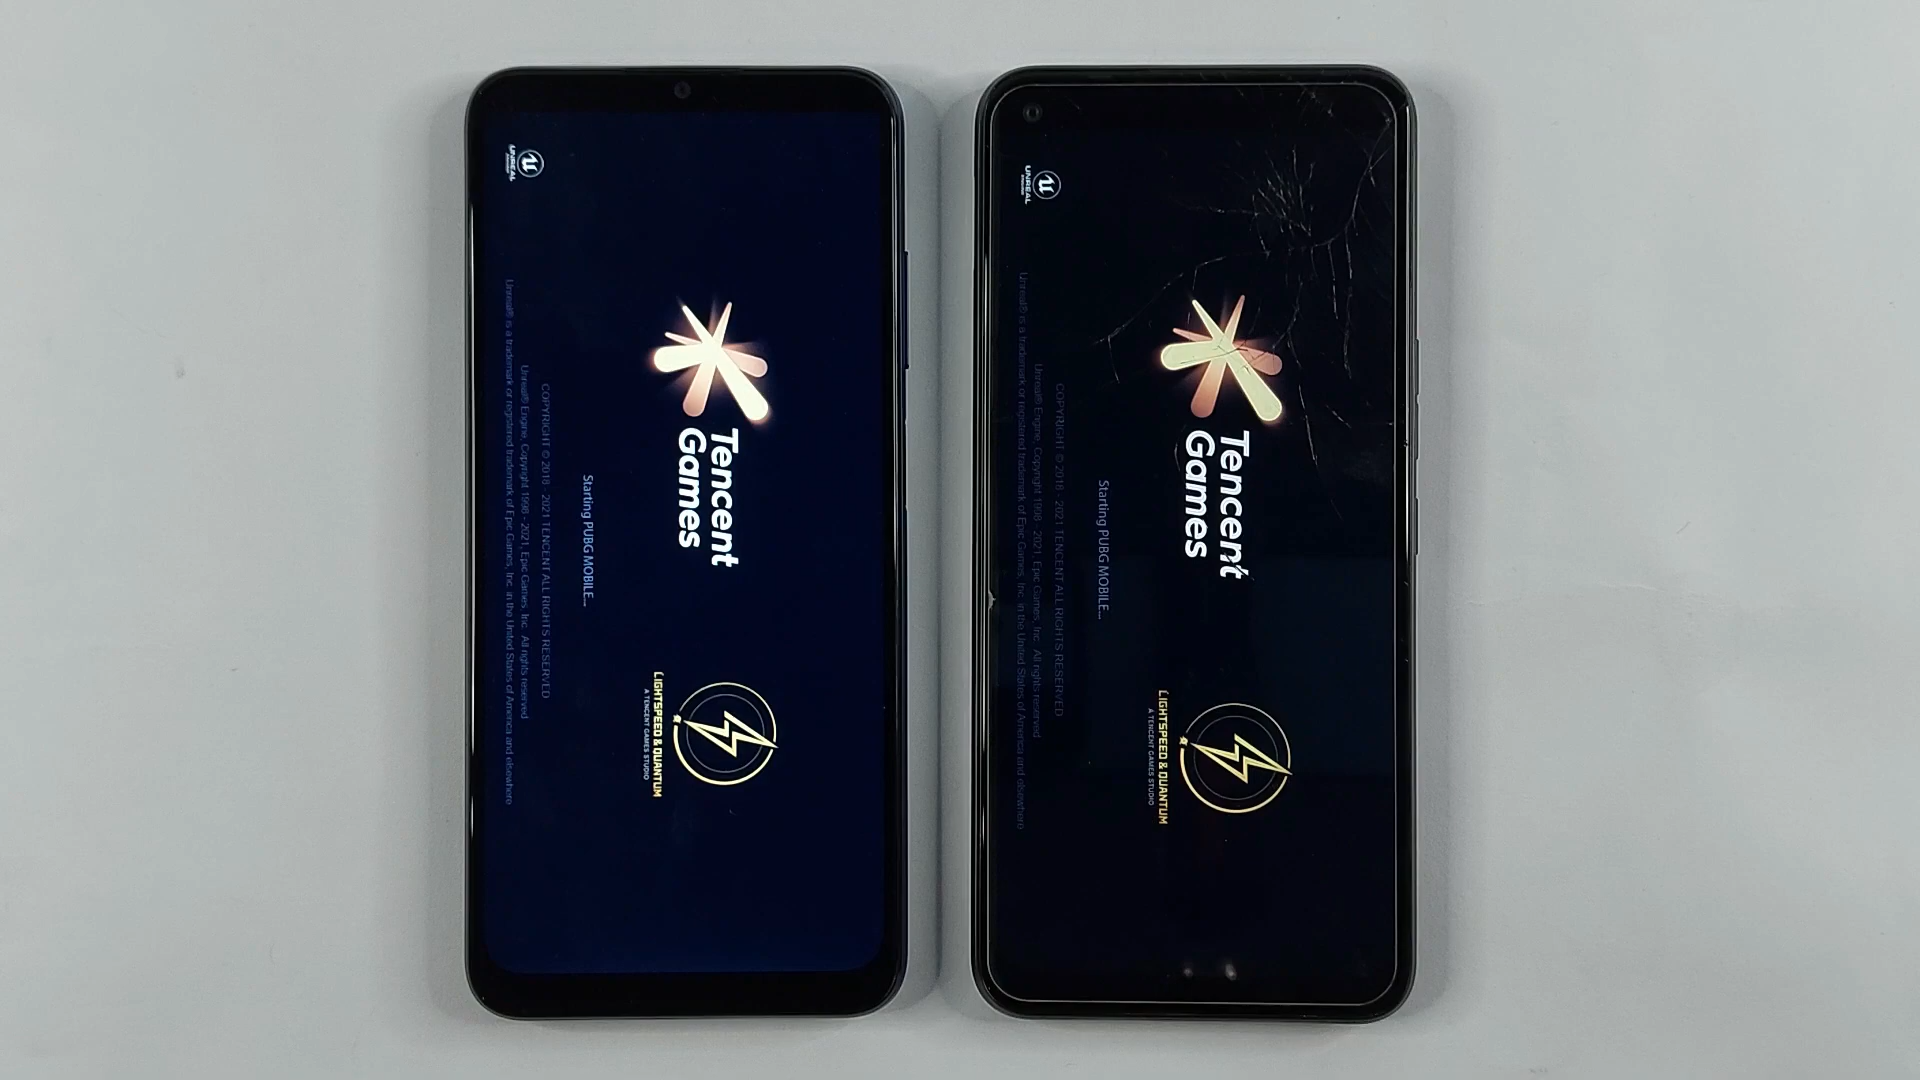 Tencent
Games
LIGHTSPEED & QUANTUM
A TENCENT GAMES STUDIO
Starting PUBG MOBILE...
COPYRIGHT © 2018 - 2021 TENCENT ALL RIGHTS RESERVED
Unreal® Engine, Copyright 1998 - 2021, Epic Games, Inc. All rights reserved
Unreal® is a trademark or registered trademark of Epic Games, Inc. in the United States of America and elsewhere
UNREAL
Tencent
Games
LIGHTSPEED & QUANTUM
A TENCENT GAMES STUDIO
Starting PUBG MOBILE...
COPYRIGHT © 2018 - 2021 TENCENT ALL RIGHTS RESERVED
Unreal® Engine, Copyright 1998 - 2021, Epic Games, Inc. All rights reserved
Unreal® is a trademark or registered trademark of Epic Games, Inc. in the United States of America and elsewhere
UNREAL